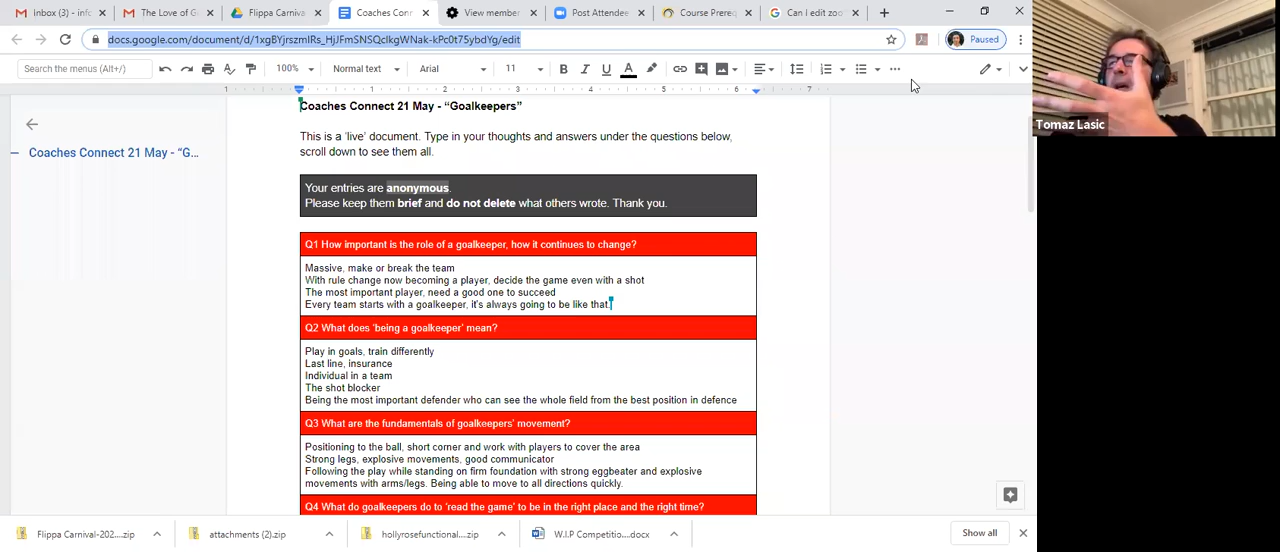 Inbox (3) - info
The Love of G
Flippa Carniva
Coaches Conn
View member
Post Attendee
Course Prereq
Can I edit zoo
docs.google.com/document/d/1xgBYjrszmIRs_HjJFmSNSQcIkgWNak-kPc0t75ybdYg/edit
Paused
Search the menus (Alt+/)
100%
Normal text
Arial
11
B I U A
1 1 2 3 4 5 6 7
Tomaz Lasic
Coaches Connect 21 May - “G...
Coaches Connect 21 May - “Goalkeepers”
This is a ‘live’ document. Type in your thoughts and answers under the questions below,
scroll down to see them all.
Your entries are anonymous.
Please keep them brief and do not delete what others wrote. Thank you.
Q1 How important is the role of a goalkeeper, how it continues to change?
Massive, make or break the team
With rule change now becoming a player, decide the game even with a shot
The most important player, need a good one to succeed
Every team starts with a goalkeeper, it's always going to be like that.
Q2 What does 'being a goalkeeper' mean?
Play in goals, train differently
Last line, insurance
Individual in a team
The shot blocker
Being the most important defender who can see the whole field from the best position in defence
Q3 What are the fundamentals of goalkeepers' movement?
Positioning to the ball, short corner and work with players to cover the area
Strong legs, explosive movements, good communicator
Following the play while standing on firm foundation with strong eggbeater and explosive
movements with arms/legs. Being able to move to all directions quickly.
Q4 What do goalkeepers do to 'read the game' to be in the right place and the right time?
Flippa Carnival-202....zip
attachments (2).zip
hollyrosefunctional....zip
W.I.P Competitio....docx
Show all